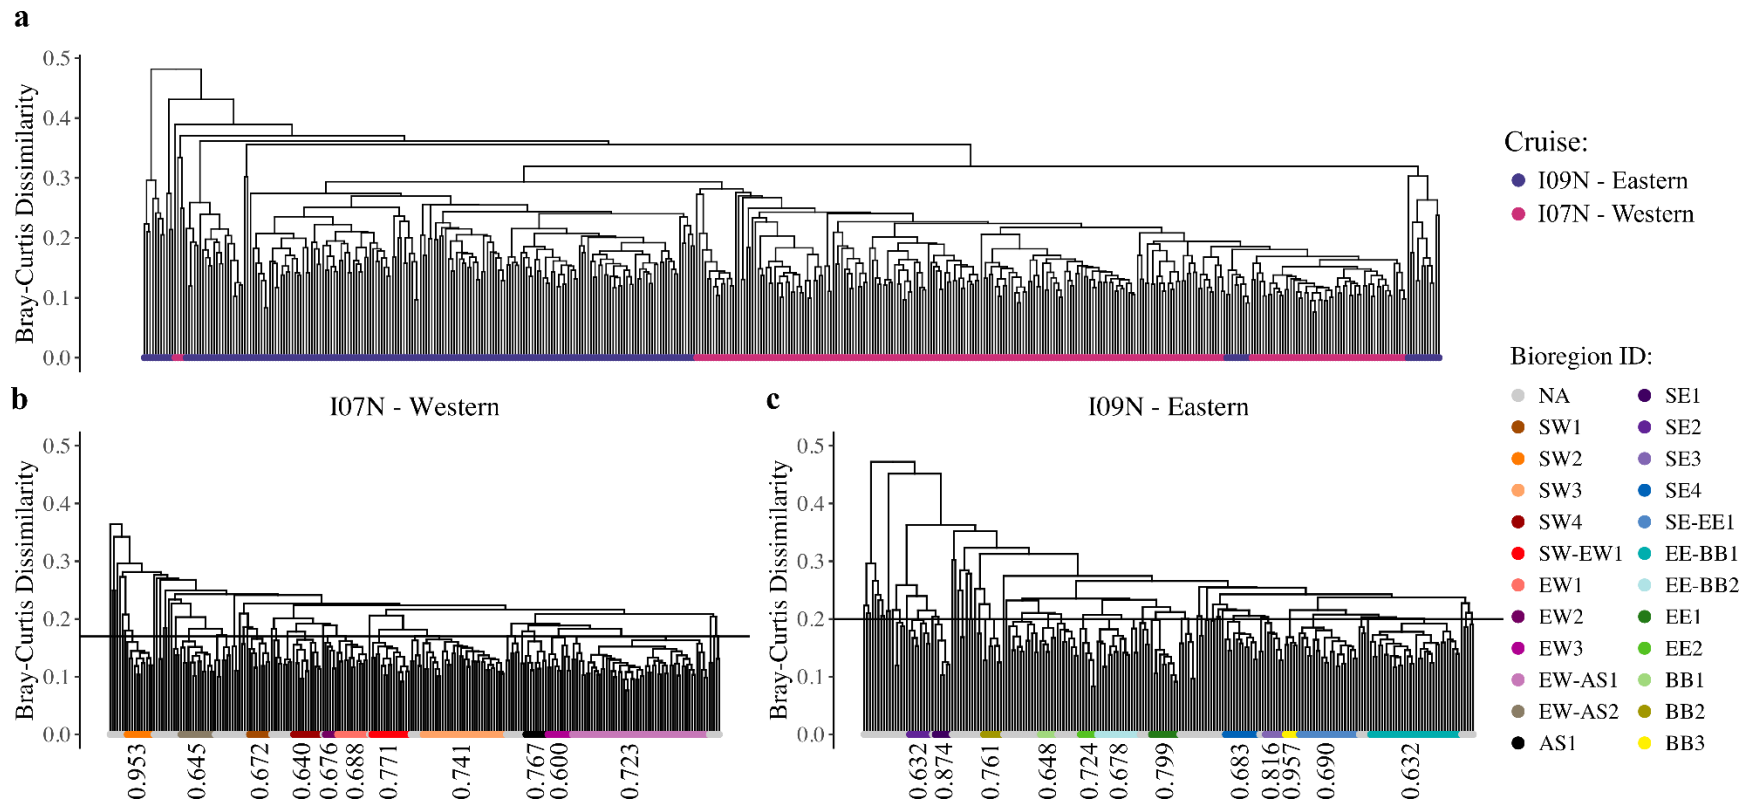 a
Bray-Curtis Dissimilarity
0.5
0.4
0.3
0.2
0.1
0.0
Cruise:
I09N - Eastern
I07N - Western
b
I07N - Western
Bray-Curtis Dissimilarity
0.5
0.4
0.3
0.2
0.1
0.0
0.953
0.645
0.672
0.640
0.676
0.688
0.771
0.741
0.767
0.600
0.723
c
I09N - Eastern
Bray-Curtis Dissimilarity
0.5
0.4
0.3
0.2
0.1
0.0
0.632
0.874
0.761
0.648
0.724
0.678
0.799
0.683
0.816
0.957
0.690
0.632
Bioregion ID:
NA
SW1
SW2
SW3
SW4
SW-EW1
EW1
EW2
EW3
EW-AS1
EW-AS2
AS1
SE1
SE2
SE3
SE4
SE-EE1
EE-BB1
EE-BB2
EE1
EE2
BB1
BB2
BB3